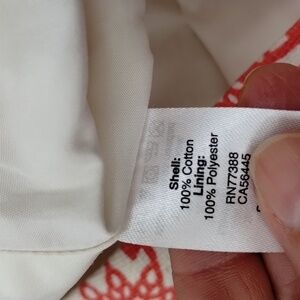 Shell:
100% Cotton
Lining:
100% Polyester
RN77388
CA56445